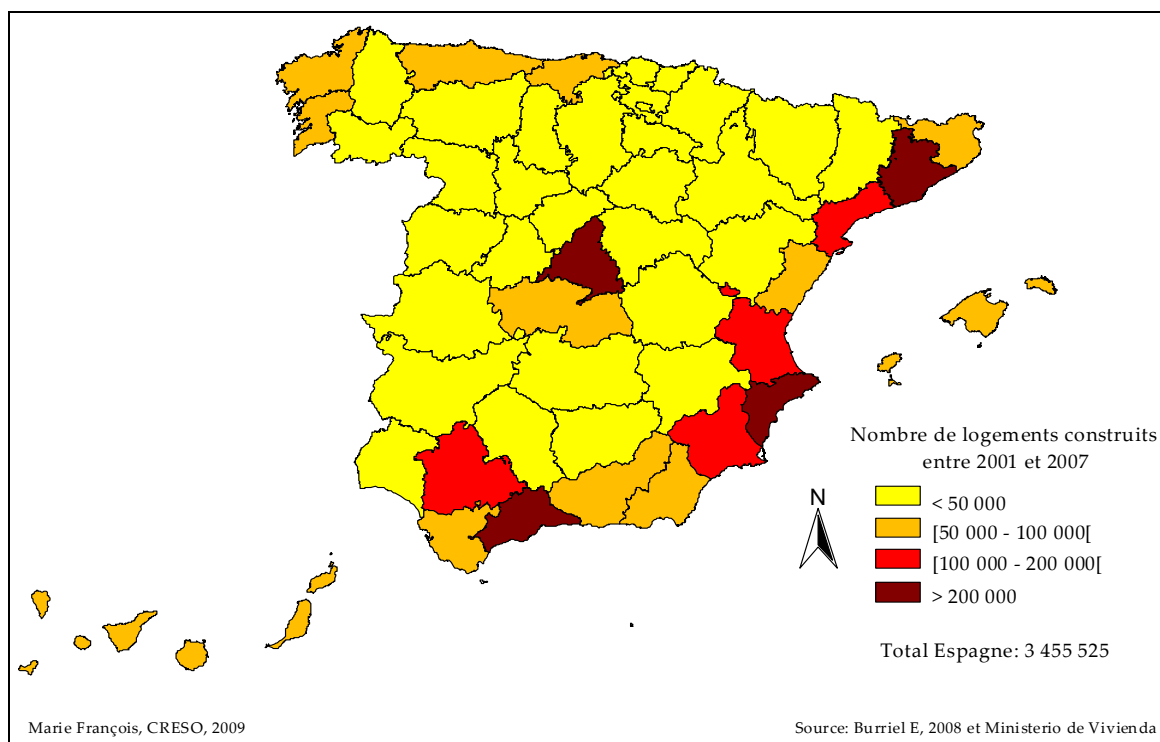 Nombre de logements construits
entre 2001 et 2007
< 50 000
[50 000 - 100 000[
N
[100 000 - 200 000[
> 200 000
Total Espagne: 3 455 525
Marie François, CRESO, 2009
Source: Burriel E, 2008 et Ministerio de Vivienda